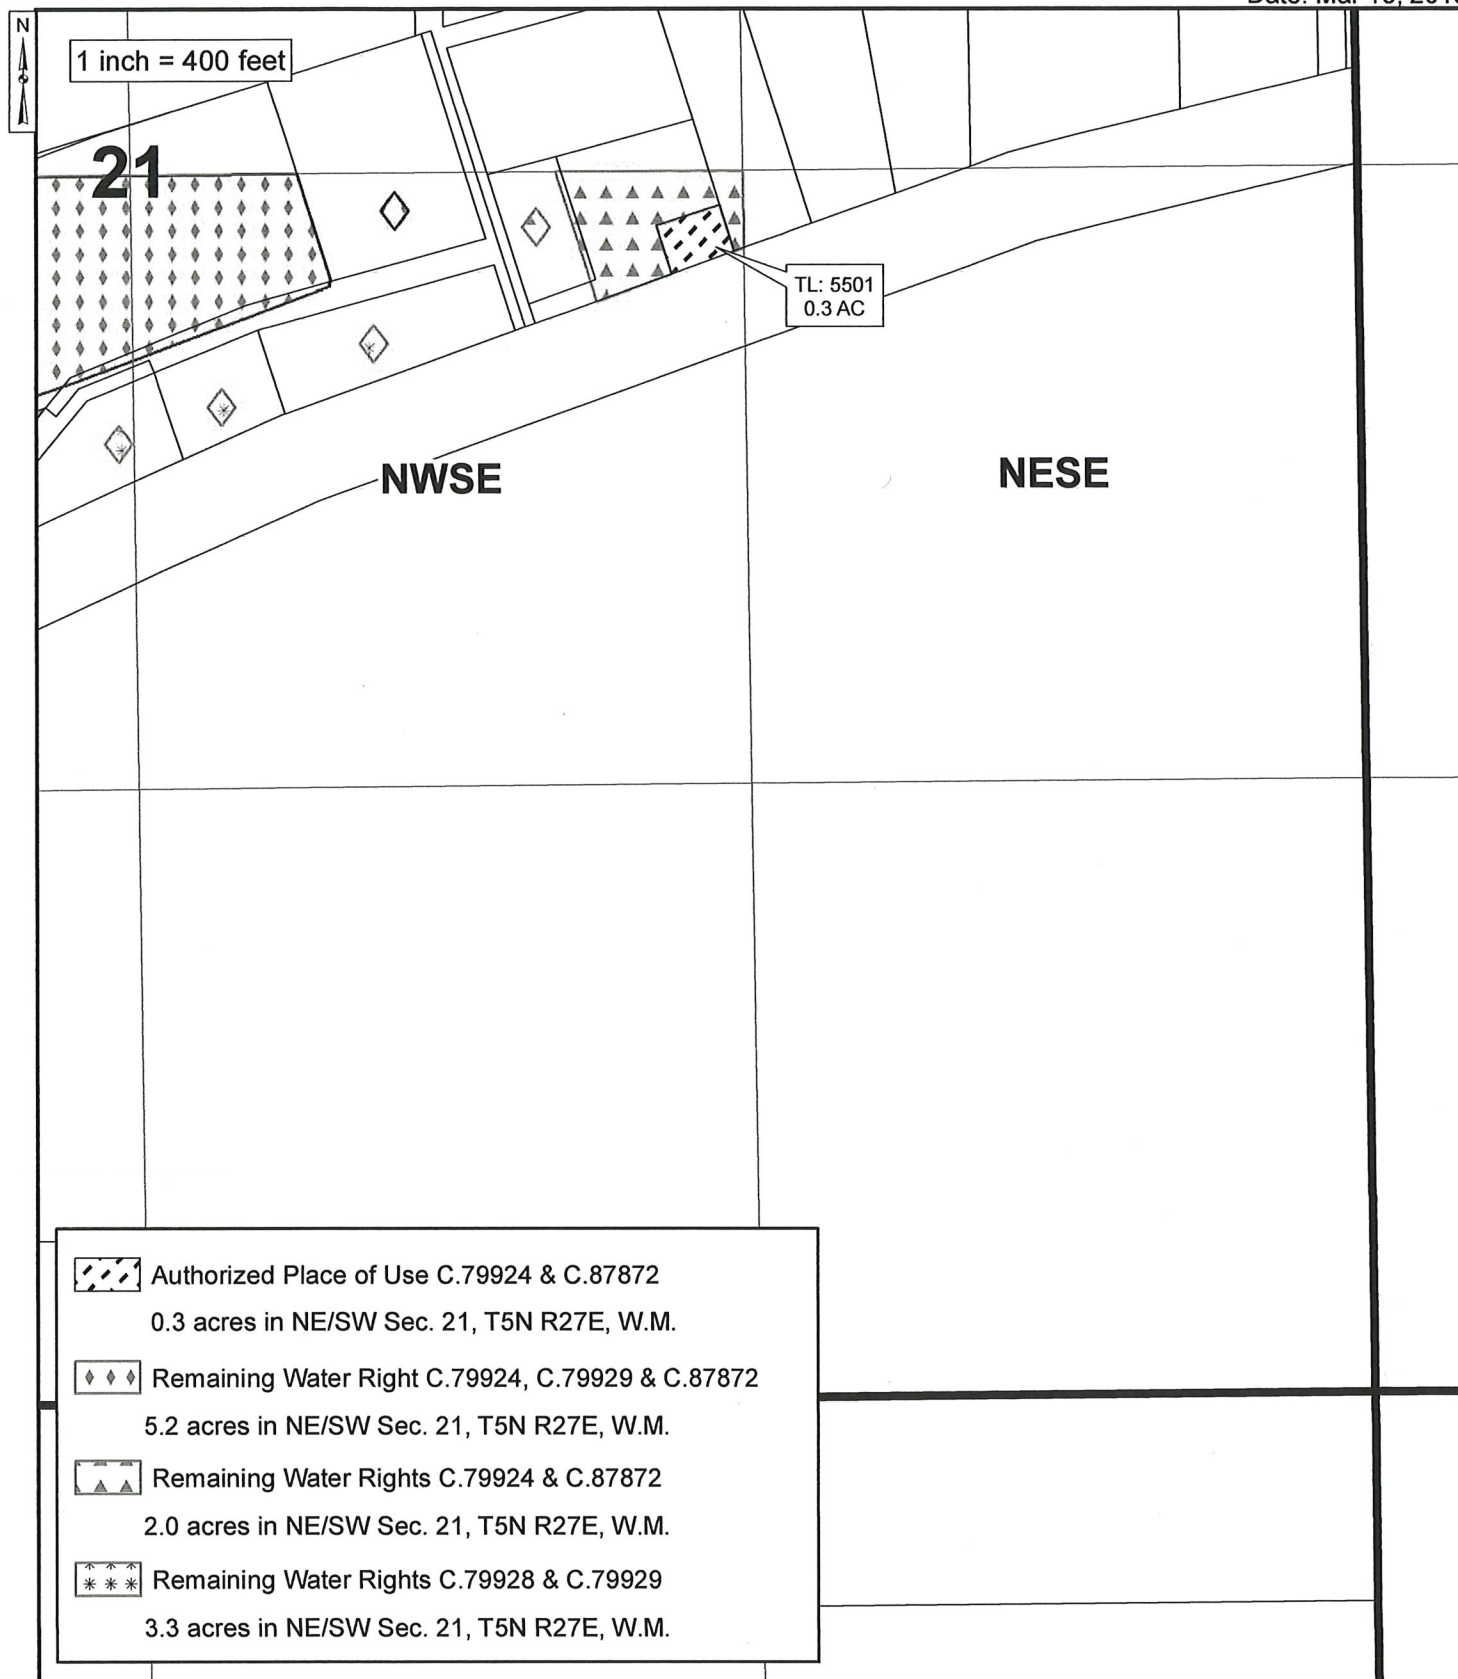 N
1 inch = 400 feet
21
TL: 5501
0.3 AC
NWSE
NESE
Authorized Place of Use C.79924 & C.87872
0.3 acres in NE/SW Sec. 21, T5N R27E, W.M.
Remaining Water Right C.79924, C.79929 & C.87872
5.2 acres in NE/SW Sec. 21, T5N R27E, W.M.
Remaining Water Rights C.79924 & C.87872
2.0 acres in NE/SW Sec. 21, T5N R27E, W.M.
Remaining Water Rights C.79928 & C.79929
3.3 acres in NE/SW Sec. 21, T5N R27E, W.M.